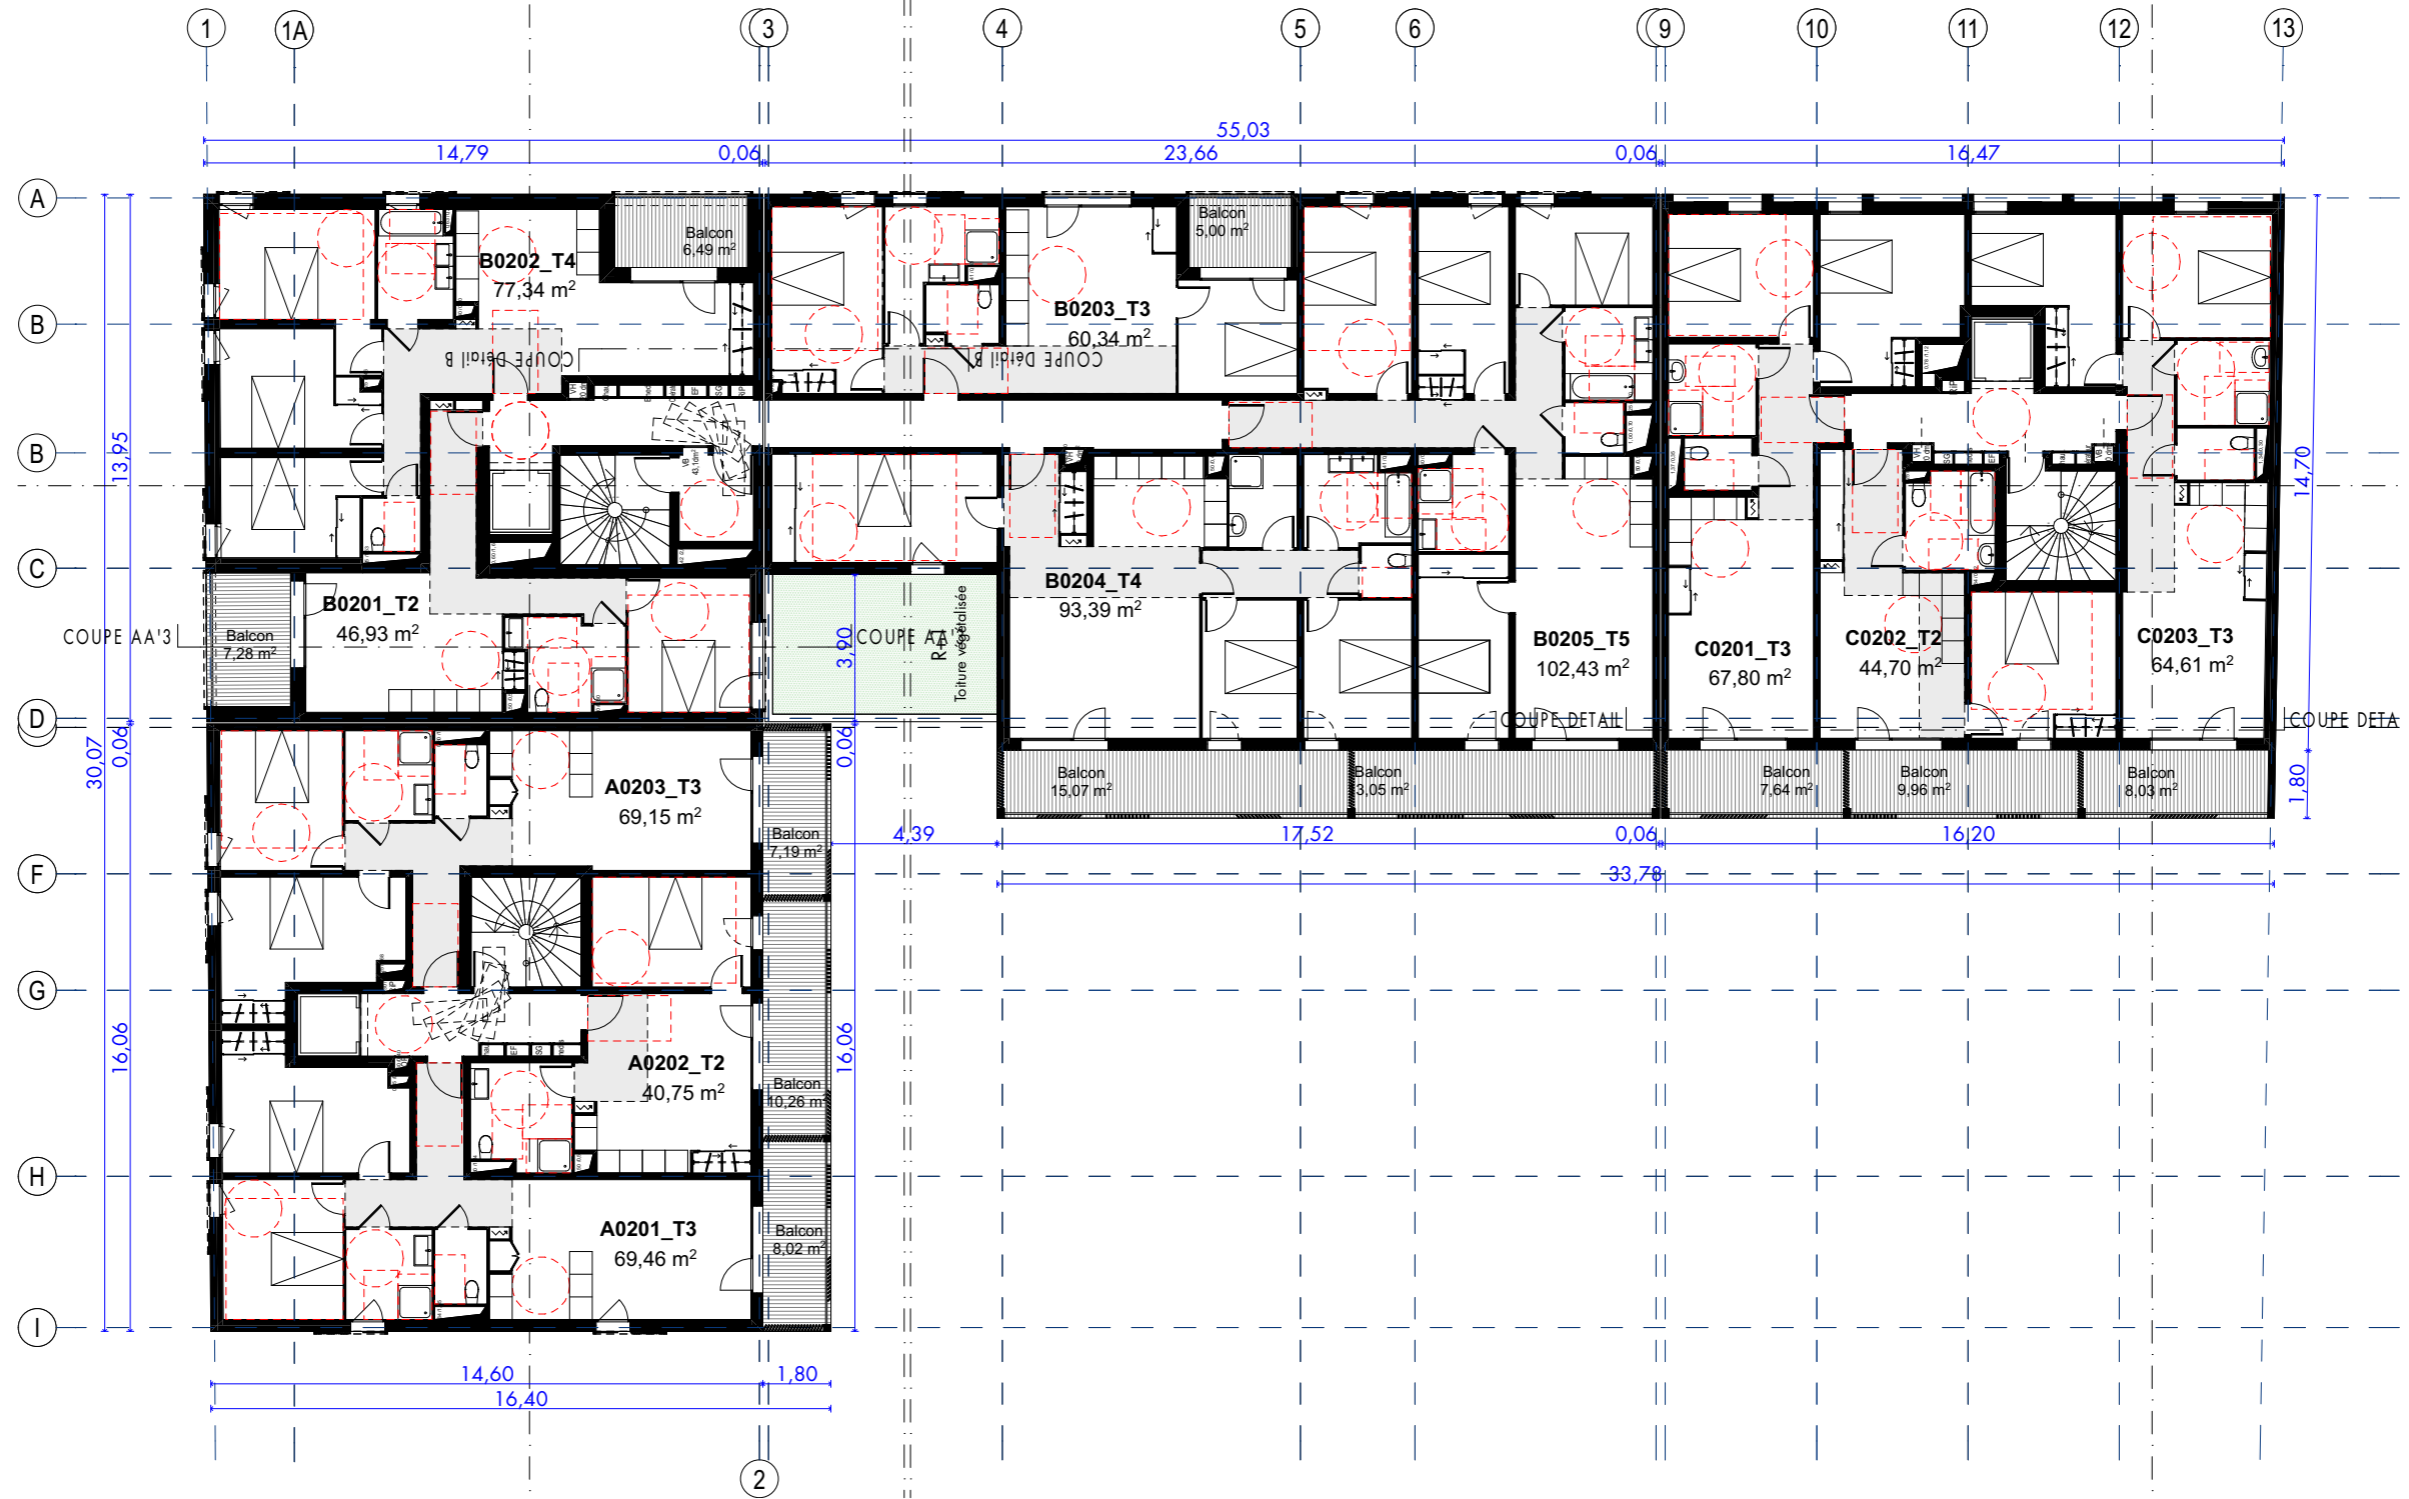 1
1A
3
4
5
6
9
10
11
12
13
55,03
14,79
0,06
23,66
0,06
16,47
A
B
B
C
D
F
G
H
I
2
Balcon
6,49 m²
B0202_T4
77,34 m²
COUPE Détail B
Balcon
5,00 m²
B0203_T3
60,34 m²
COUPE Détail B
13,95
14,70
B0201_T2
46,93 m²
Balcon
7,28 m²
COUPE AA'3
COUPE AA'
3,90
R+1
Toiture végétalisée
B0204_T4
93,39 m²
B0205_T5
102,43 m²
C0201_T3
67,80 m²
C0202_T2
44,70 m²
C0203_T3
64,61 m²
COUPE DETAIL
COUPE DETA
30,07
0,06
0,06
A0203_T3
69,15 m²
Balcon
7,19 m²
Balcon
15,07 m²
Balcon
3,05 m²
Balcon
7,64 m²
Balcon
9,96 m²
Balcon
8,03 m²
1,80
4,39
17,52
0,06
16,20
33,78
16,06
16,06
A0202_T2
40,75 m²
Balcon
10,26 m²
A0201_T3
69,46 m²
Balcon
8,02 m²
14,60
1,80
16,40